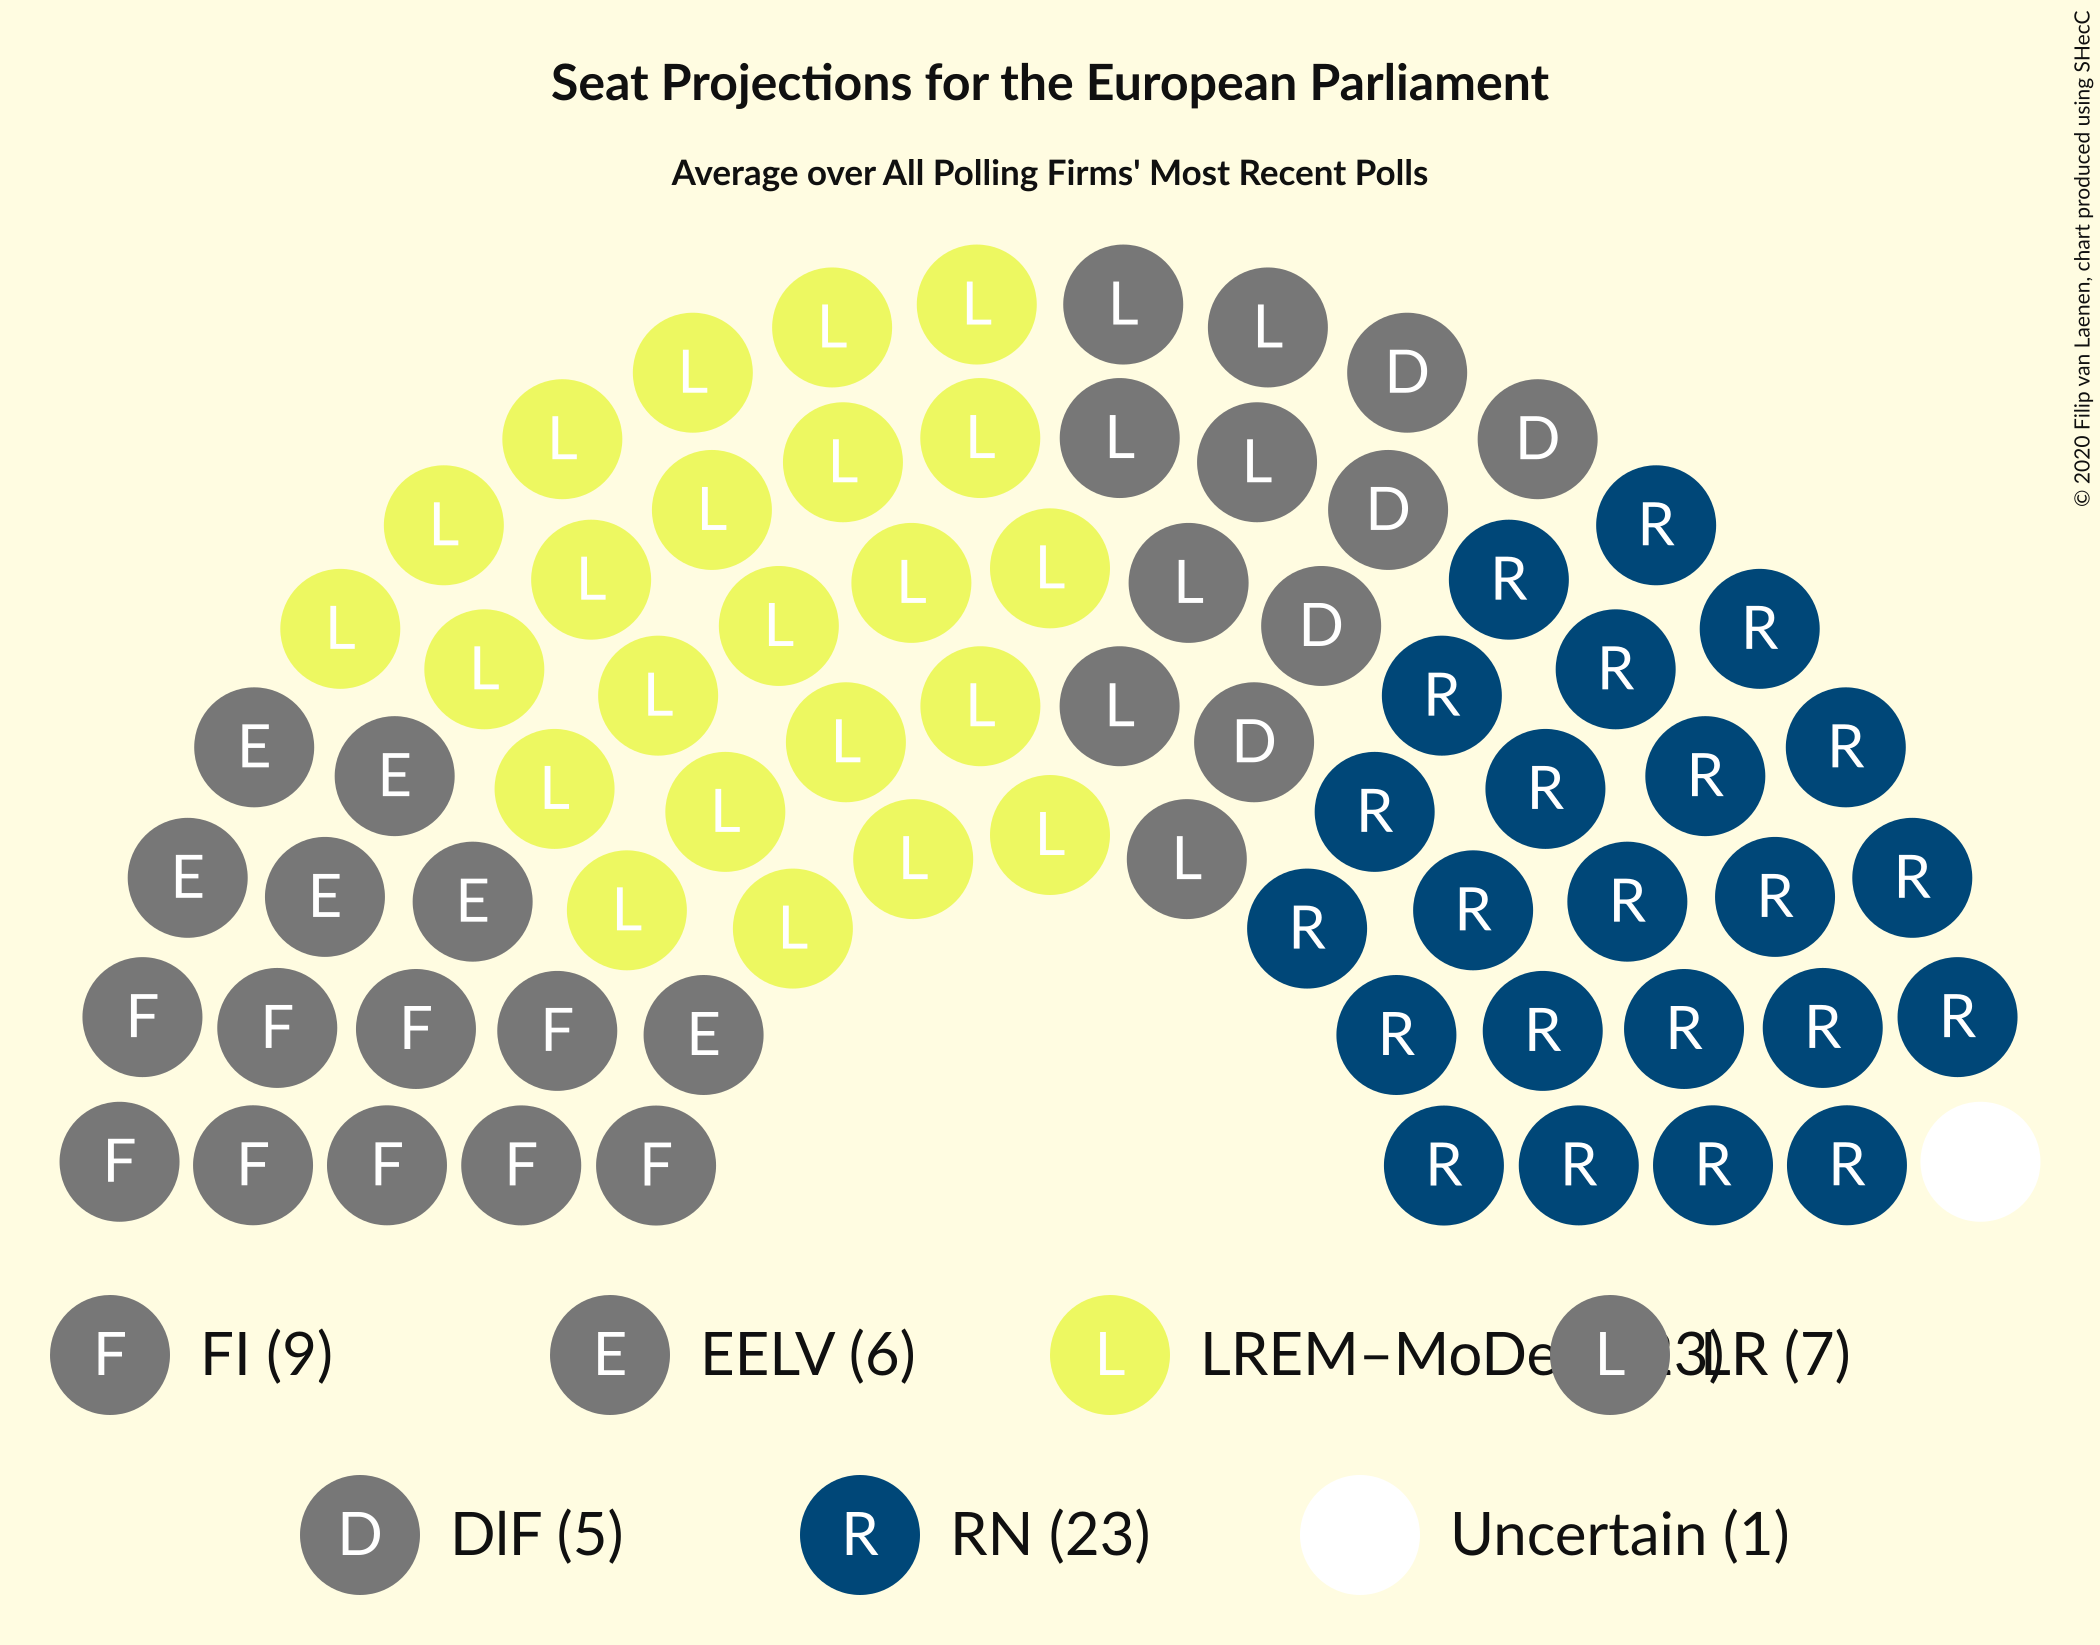 © 2020 Filip van Laenen, chart produced using SHecC
Seat Projections for the European Parliament
Average over All Polling Firms' Most Recent Polls
L L L L
L L D
L L L L D
L L L D R
L L L L R
L L L D R R
L L L R R
E L L D R
E L L R R
E E L L L R R R
E E L L R R R
F F F F E R R R R R
F F F F F R R R R
F FI (9) E EELV (6) L LREM–MoDe 3) L LR (7)
D DIF (5) R RN (23) Uncertain (1)